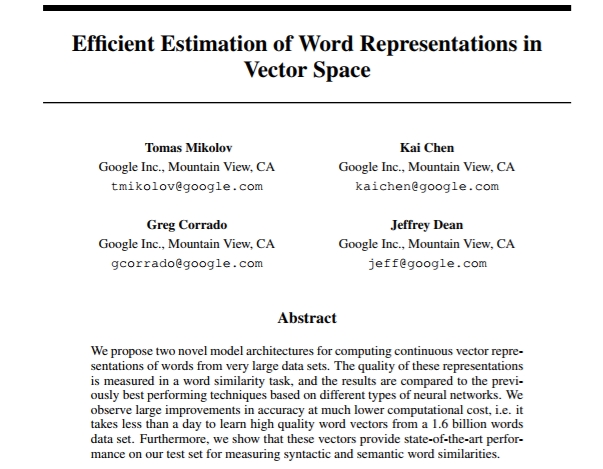 Efficient Estimation of Word Representations in
Vector Space
Tomas Mikolov
Google Inc., Mountain View, CA
tmikolov@google.com
Kai Chen
Google Inc., Mountain View, CA
kaichen@google.com
Greg Corrado
Google Inc., Mountain View, CA
gcorrado@google.com
Jeffrey Dean
Google Inc., Mountain View, CA
jeff@google.com
Abstract
We propose two novel model architectures for computing continuous vector repre-
sentations of words from very large data sets. The quality of these representations
is measured in a word similarity task, and the results are compared to the previ-
ously best performing techniques based on different types of neural networks. We
observe large improvements in accuracy at much lower computational cost, i.e. it
takes less than a day to learn high quality word vectors from a 1.6 billion words
data set. Furthermore, we show that these vectors provide state-of-the-art perfor-
mance on our test set for measuring syntactic and semantic word similarities.